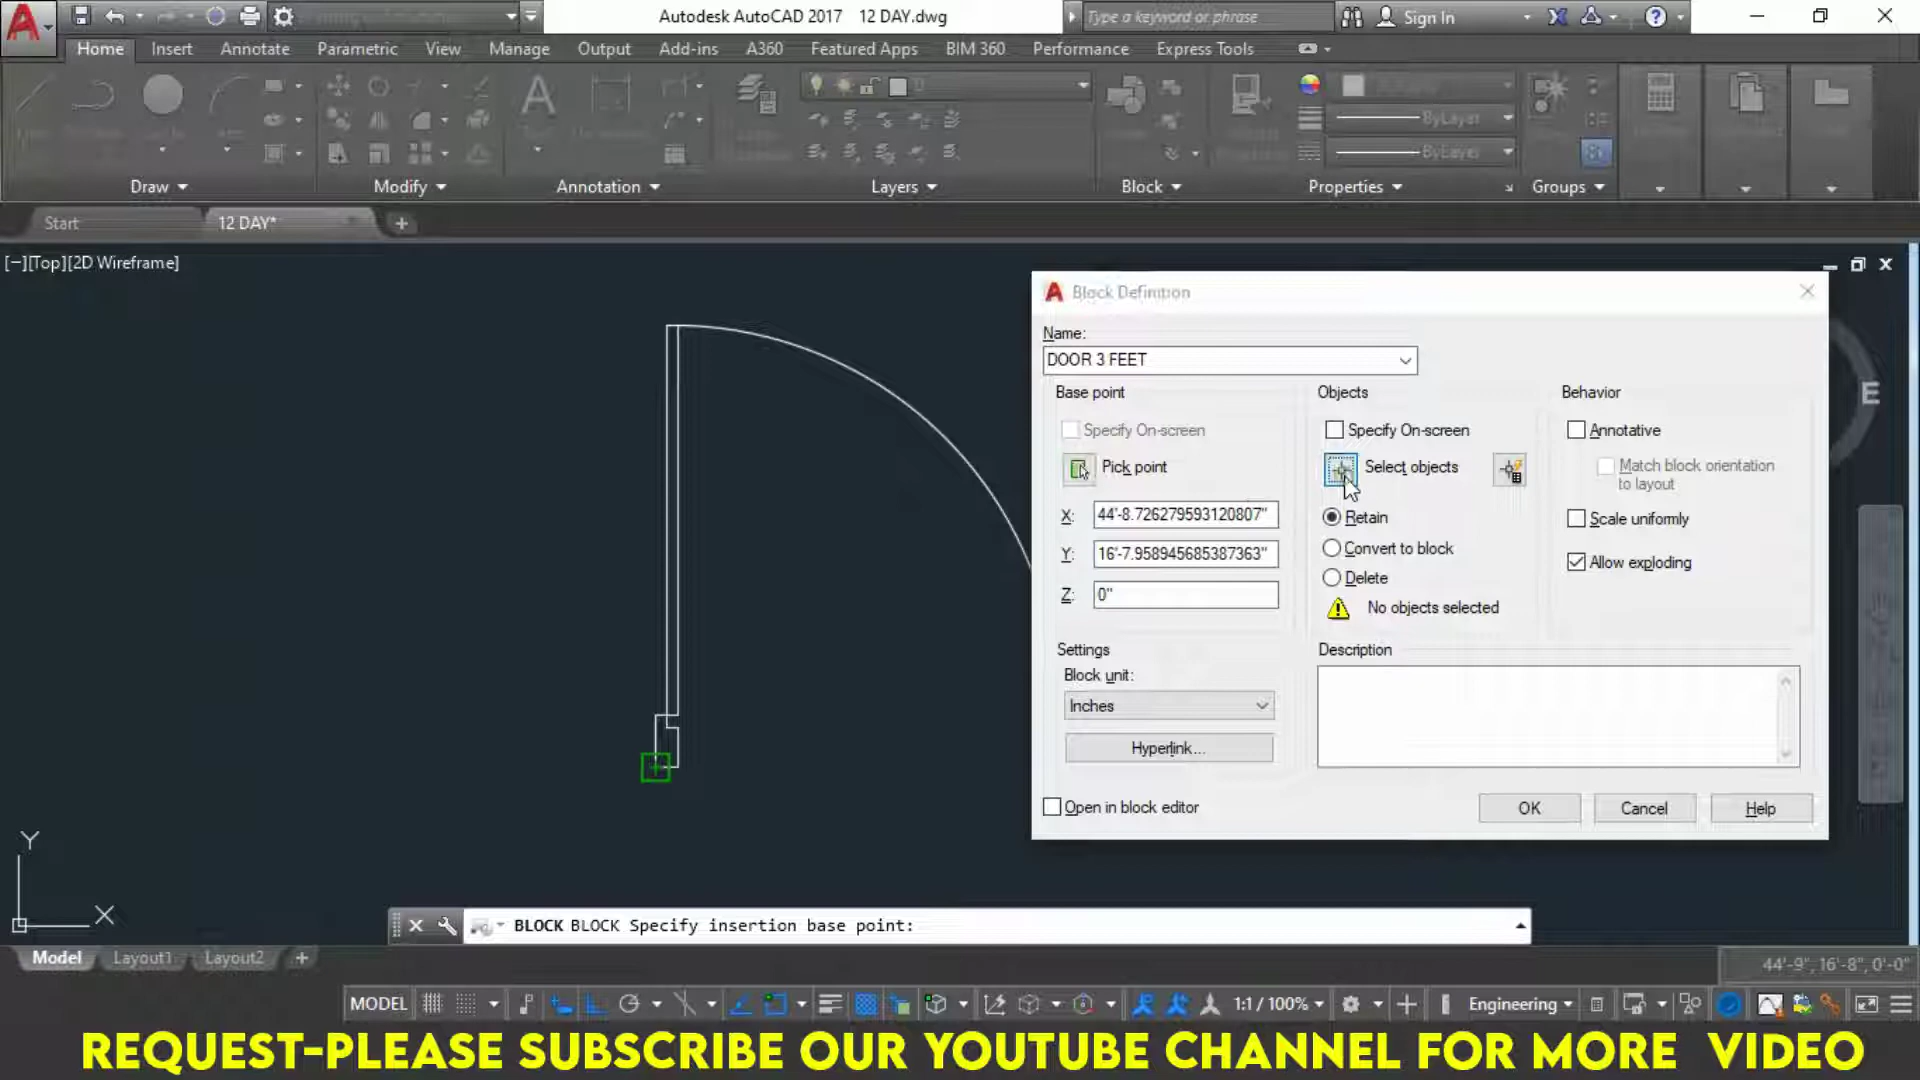 Autodesk AutoCAD 2017 12 DAY.dwg
Type a keyword or phrase
Sign In
Home Insert Annotate Parametric View Manage Output Add-ins A360 Featured Apps BIM 360 Performance Express Tools
ByLayer
ByLayer
Draw Modify Annotation Layers Block Properties Groups
Start 12 DAY*
[−][Top][2D Wireframe]
E
Block Definition
Name:
DOOR 3 FEET
Base point
Specify On-screen
Pick point
X: 44'-8.726279593120807"
Y: 16'-7.958945685387363"
Z: 0"
Objects
Specify On-screen
Select objects
Retain
Convert to block
Delete
No objects selected
Behavior
Annotative
Match block orientation
to layout
Scale uniformly
Allow exploding
Settings
Block unit:
Inches
Hyperlink...
Description
Open in block editor
OK Cancel Help
Y
X
BLOCK BLOCK Specify insertion base point:
Model Layout1 Layout2 +
44'-9", 16'-8", 0'-0"
MODEL 1:1 / 100% Engineering
REQUEST-PLEASE SUBSCRIBE OUR YOUTUBE CHANNEL FOR MORE VIDEO